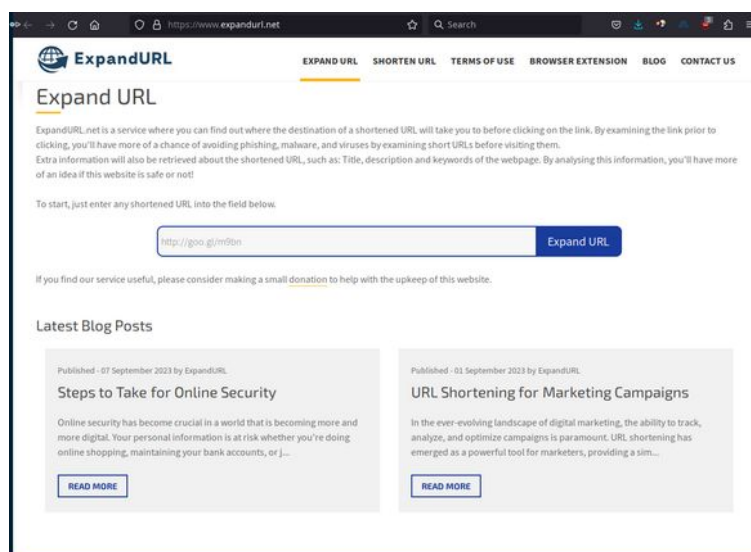 https://www.expandurl.net
Search
ExpandURL
EXPAND URL SHORTEN URL TERMS OF USE BROWSER EXTENSION BLOG CONTACT US
Expand URL
ExpandURL.net is a service where you can find out where the destination of a shortened URL will take you to before clicking on the link. By examining the link prior to
clicking, you'll have more of a chance of avoiding phishing, malware, and viruses by examining short URLs before visiting them.
Extra information will also be retrieved about the shortened URL, such as: Title, description and keywords of the webpage. By analysing this information, you'll have more
of an idea if this website is safe or not!
To start, just enter any shortened URL into the field below.
http://goo.gl/m9bn
Expand URL
If you find our service useful, please consider making a small donation to help with the upkeep of this website.
Latest Blog Posts
Published - 07 September 2023 by ExpandURL
Steps to Take for Online Security
Online security has become crucial in a world that is becoming more and
more digital. Your personal information is at risk whether you're doing
online shopping, maintaining your bank accounts, or j...
READ MORE
Published - 01 September 2023 by ExpandURL
URL Shortening for Marketing Campaigns
In the ever-evolving landscape of digital marketing, the ability to track,
analyze, and optimize campaigns is paramount. URL shortening has
emerged as a powerful tool for marketers, providing a sim...
READ MORE